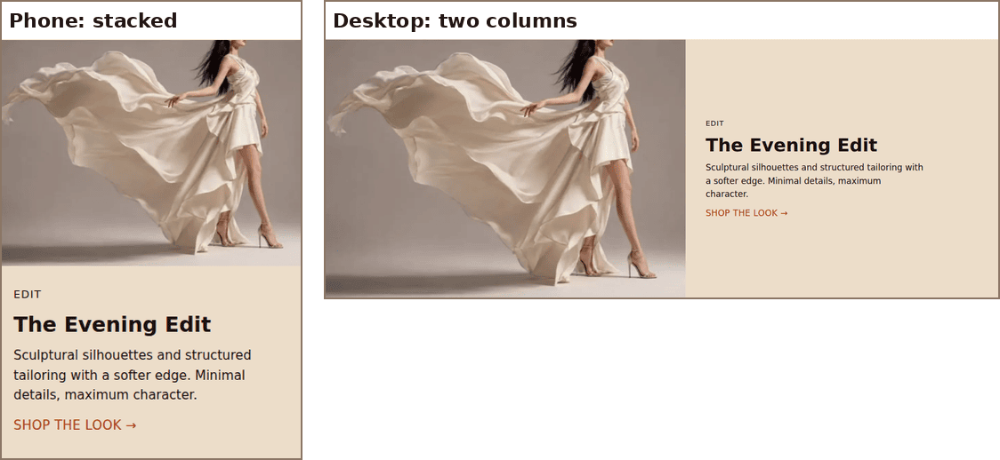 Phone: stacked
EDIT
The Evening Edit
Sculptural silhouettes and structured
tailoring with a softer edge. Minimal
details, maximum character.
SHOP THE LOOK →
Desktop: two columns
EDIT
The Evening Edit
Sculptural silhouettes and structured tailoring with
a softer edge. Minimal details, maximum
character.
SHOP THE LOOK →